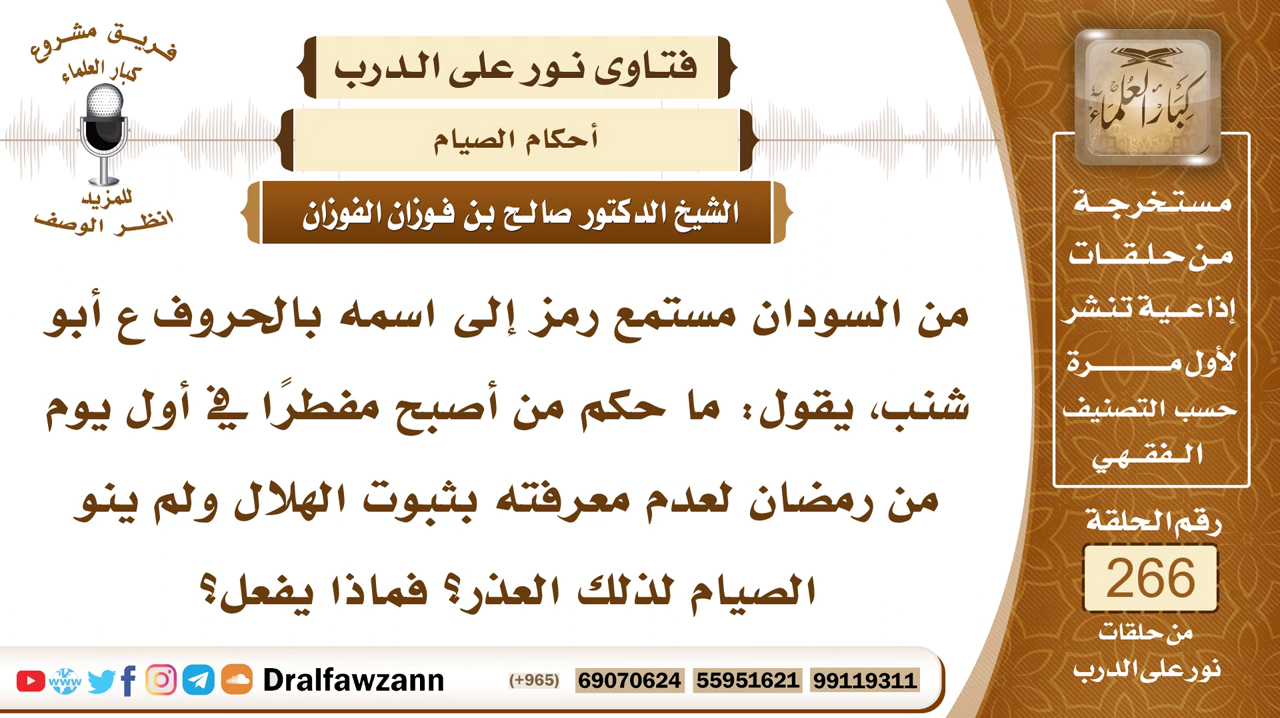 فريق مشروع
كبار العلماء
للمزيد
انظر الوصف
فتاوى نور على الدرب
أحكام الصيام
الشيخ الدكتور صالح بن فوزان الفوزان
من السودان مستمع رمز إلى اسمه بالحروف ع أبو
شنب، يقول: ما حكم من أصبح مفطرًا في أول يوم
من رمضان لعدم معرفته بثبوت الهلال ولم ينو
الصيام لذلك العذر؟ فماذا يفعل؟
كبار العلماء
مستخرجة
من حلقات
إذاعية تنشر
لأول مرة
حسب التصنيف
الفقهي
رقم الحلقة
266
من حلقات
نور على الدرب
www Dralfawzann (+965) 69070624 55951621 99119311